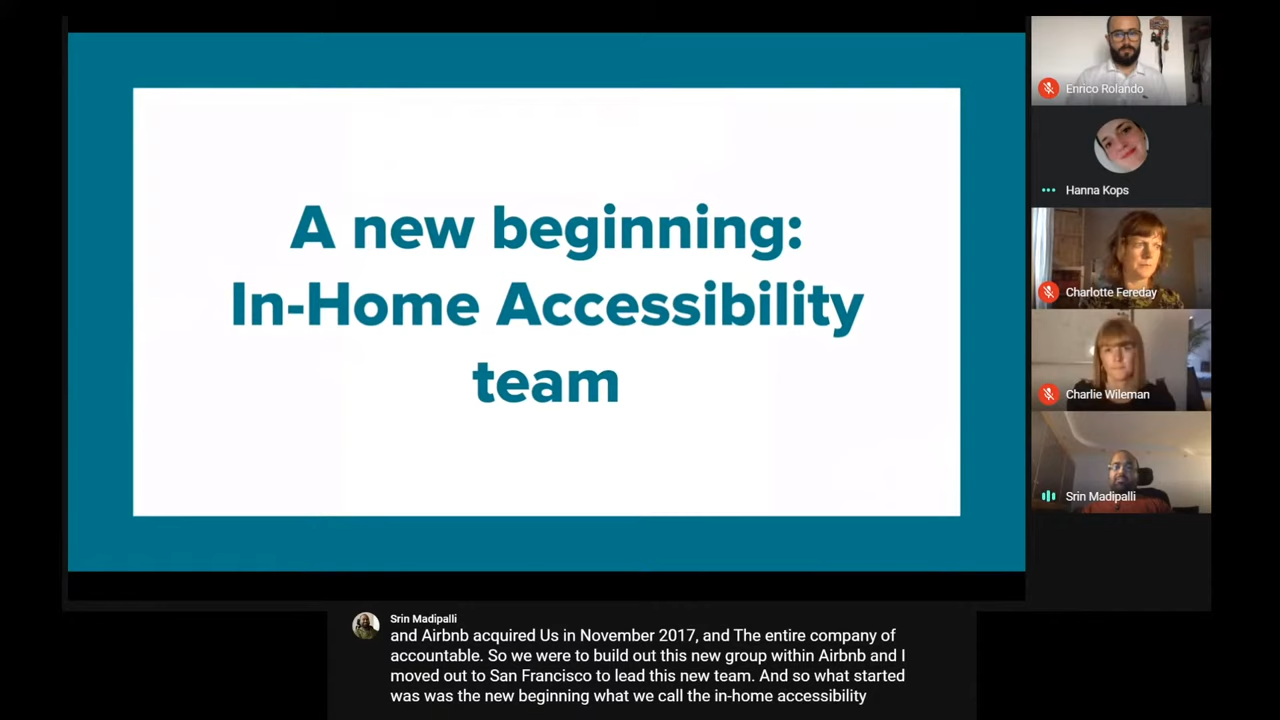 A new beginning:
In-Home Accessibility
team
Enrico Rolando
Hanna Kops
Charlotte Fereday
Charlie Wileman
Srin Madipalli
Srin Madipalli
and Airbnb acquired Us in November 2017, and The entire company of
accountable. So we were to build out this new group within Airbnb and I
moved out to San Francisco to lead this new team. And so what started
was was the new beginning what we call the in-home accessibility